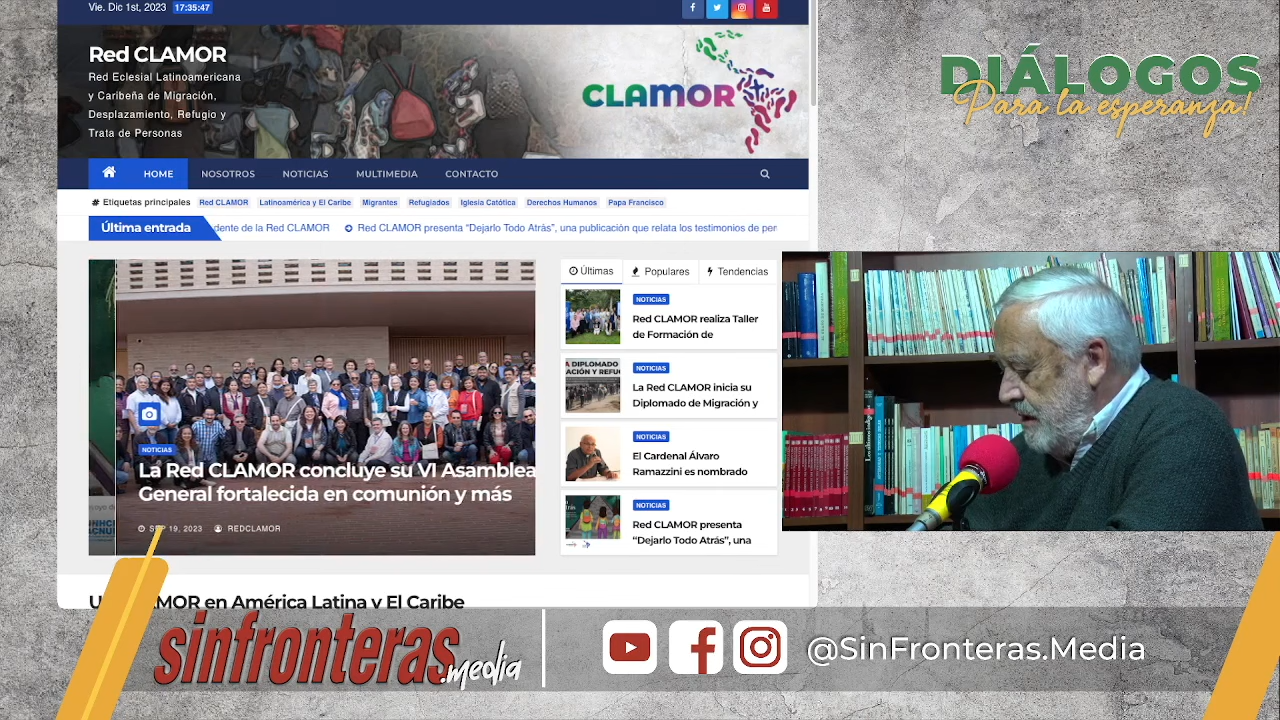 Vie. Dic 1st, 2023 17:35:47
Red CLAMOR
Red Eclesial Latinoamericana
y Caribeña de Migración,
Desplazamiento, Refugio y
Trata de Personas
CLAMOR
DIÁLOGOS
Para la esperanza!
HOME NOSOTROS NOTICIAS MULTIMEDIA CONTACTO
# Etiquetas principales Red CLAMOR Latinoamérica y El Caribe Migrantes Refugiados Iglesia Católica Derechos Humanos Papa Francisco
Última entrada dente de la Red CLAMOR Red CLAMOR presenta “Dejarlo Todo Atrás”, una publicación que relata los testimonios de per
NOTICIAS
La Red CLAMOR concluye su VI Asamblea
General fortalecida en comunión y más
SEP 19, 2023 REDCLAMOR
Últimas Populares Tendencias
NOTICIAS
Red CLAMOR realiza Taller
de Formación de
DIPLOMADO
NOTICIAS
La Red CLAMOR inicia su
Diplomado de Migración y
NOTICIAS
El Cardenal Álvaro
Ramazzini es nombrado
NOTICIAS
Red CLAMOR presenta
“Dejarlo Todo Atrás”, una
MOR en América Latina y El Caribe
sinfronteras
.media
@SinFronteras.Media